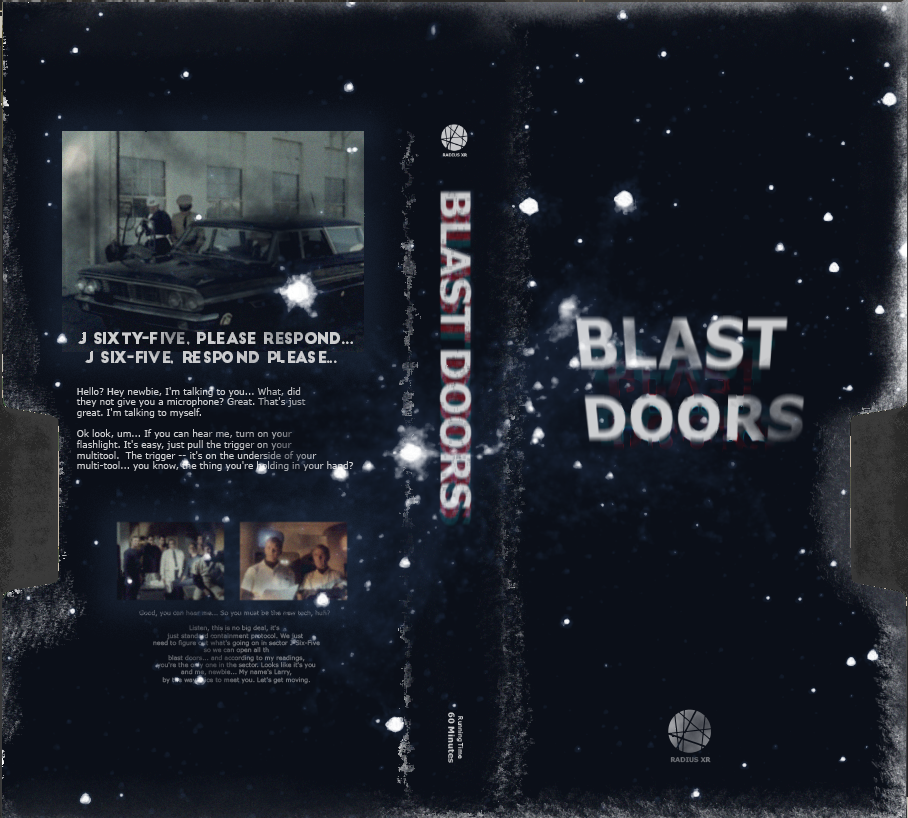 J SIXTY-FIVE, PLEASE RESPOND...
J SIX-FIVE, RESPOND PLEASE...
Hello? Hey newbie, I'm talking to you... What, did
they not give you a microphone? Great. That's just
great. I'm talking to myself.
Ok look, um... If you can hear me, turn on your
flashlight. It's easy, just pull the trigger on your
multitool. The trigger -- it's on the underside of your
multi-tool... you know, the thing you're holding in your hand?
Good, you can hear me... So you must be the new tech, huh?
Listen, this is no big deal, it's
just standard containment protocol. We just
need to figure out what's going on in sector J-Six-Five
so we can open all th
blast doors... and according to my readings,
you're the only one in the sector. Looks like it's you
and me, newbie... My name's Larry,
by the way. Nice to meet you. Let's get moving.
RADIUS XR
BLAST DOORS
Running Time
60 Minutes
BLAST
DOORS
RADIUS XR